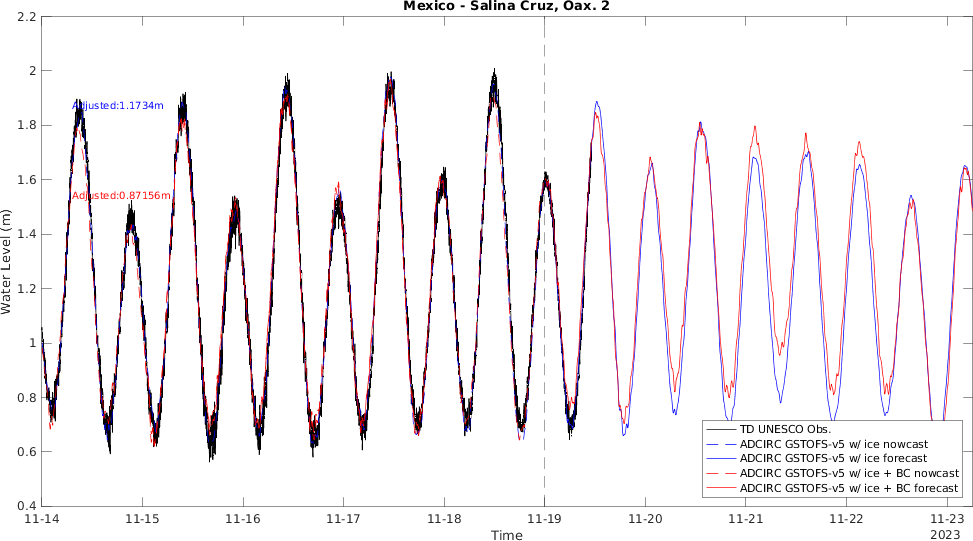 Mexico - Salina Cruz, Oax. 2
2.2
2
1.8
1.6
1.4
1.2
1
0.8
0.6
0.4
Water Level (m)
Adjusted:1.1734m
Adjusted:0.87156m
TD UNESCO Obs.
ADCIRC GSTOFS-v5 w/ ice nowcast
ADCIRC GSTOFS-v5 w/ ice forecast
ADCIRC GSTOFS-v5 w/ ice + BC nowcast
ADCIRC GSTOFS-v5 w/ ice + BC forecast
11-14 11-15 11-16 11-17 11-18 11-19 11-20 11-21 11-22 11-23
Time
2023